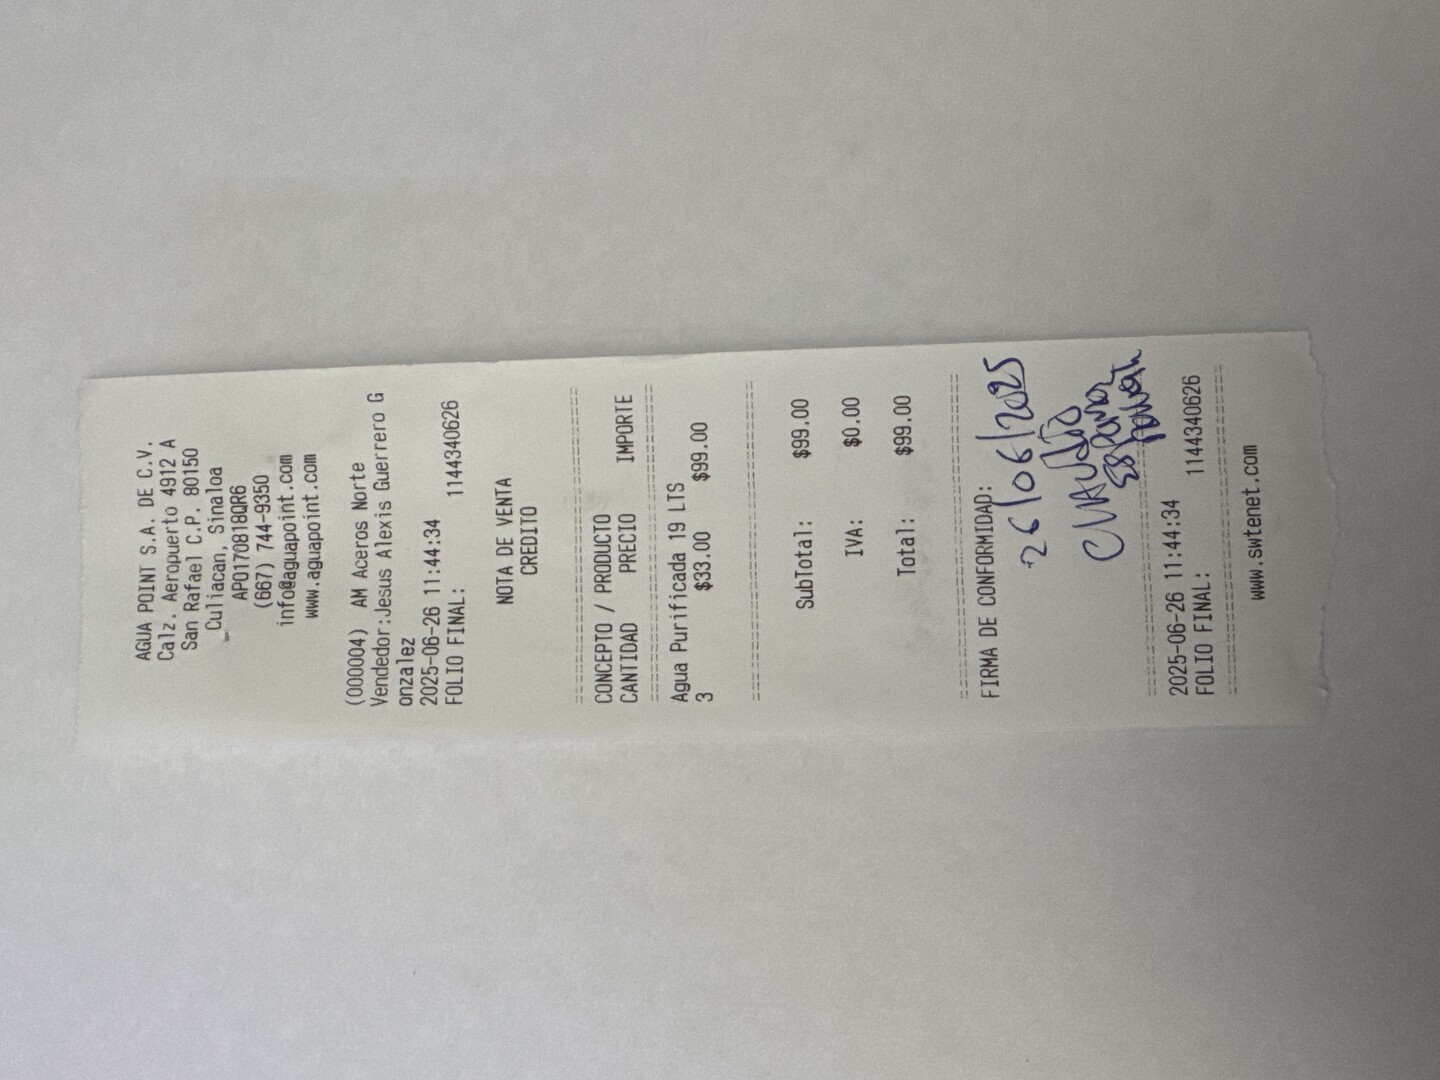 AGUA POINT S.A. DE C.V.
Calz. Aeropuerto 4912 A
San Rafael C.P. 80150
Culiacan, Sinaloa
APO170818QR6
(667) 744-9350
info@aguapoint.com
www.aguapoint.com
(000004) AM Aceros Norte
Vendedor:Jesus Alexis Guerrero G
onzalez
2025-06-26 11:44:34
FOLIO FINAL: 1144340626
NOTA DE VENTA
CREDITO
================================
CONCEPTO / PRODUCTO
CANTIDAD PRECIO IMPORTE
================================
Agua Purificada 19 LTS
3 $33.00 $99.00
================================
SubTotal: $99.00
IVA: $0.00
Total: $99.00
================================
FIRMA DE CONFORMIDAD:
26/06/2025
CLAUDIO
================================
2025-06-26 11:44:34
FOLIO FINAL: 1144340626
================================
www.swtenet.com